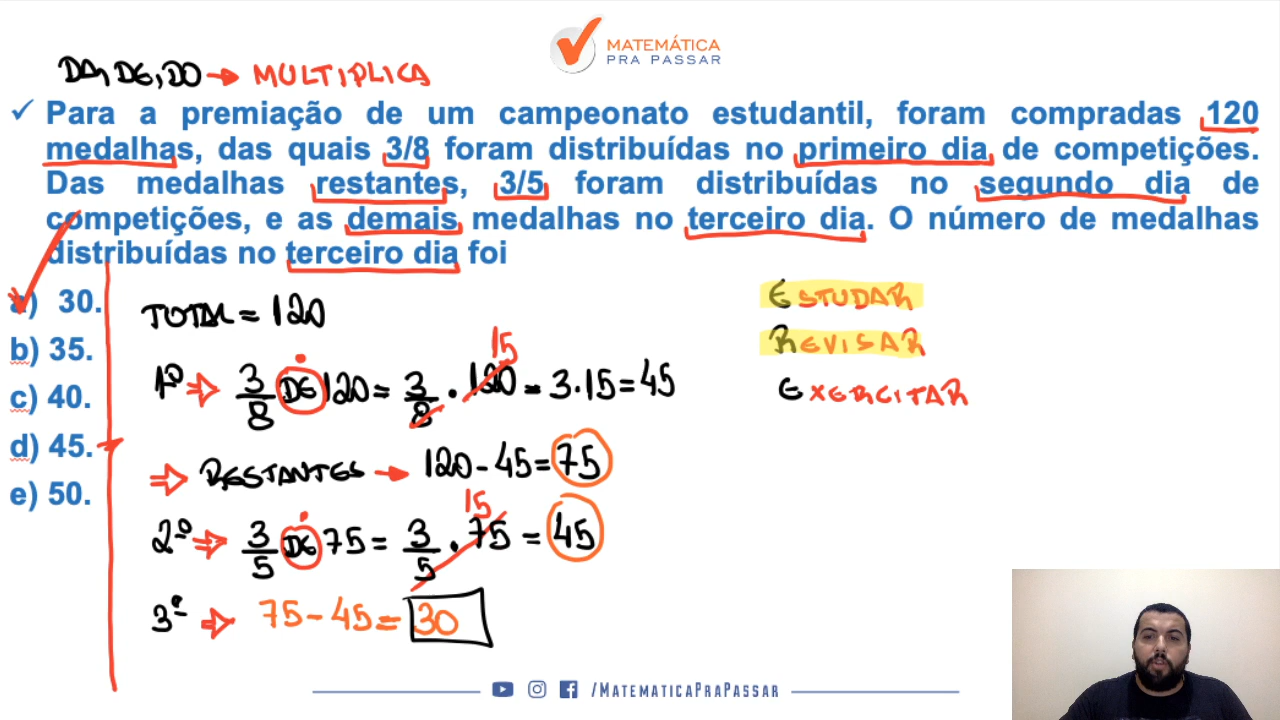 MATEMÁTICA
PRA PASSAR
DA, DE, DO → MULTIPLICA
✓ Para a premiação de um campeonato estudantil, foram compradas 120
medalhas, das quais 3/8 foram distribuídas no primeiro dia de competições.
Das medalhas restantes, 3/5 foram distribuídas no segundo dia de
competições, e as demais medalhas no terceiro dia. O número de medalhas
distribuídas no terceiro dia foi
a) 30.
b) 35.
c) 40.
d) 45.
e) 50.
TOTAL = 120
1º ⇒ 3/8 DE 120 = 3/8 · 120 = 3.15 = 45
15
⇒ RESTANTES → 120 - 45 = 75
2º ⇒ 3/5 DE 75 = 3/5 · 75 = 45
15
3º ⇒ 75 - 45 = 30
ESTUDAR
REVISAR
EXERCITAR
/MATEMATICAPRAPASSAR